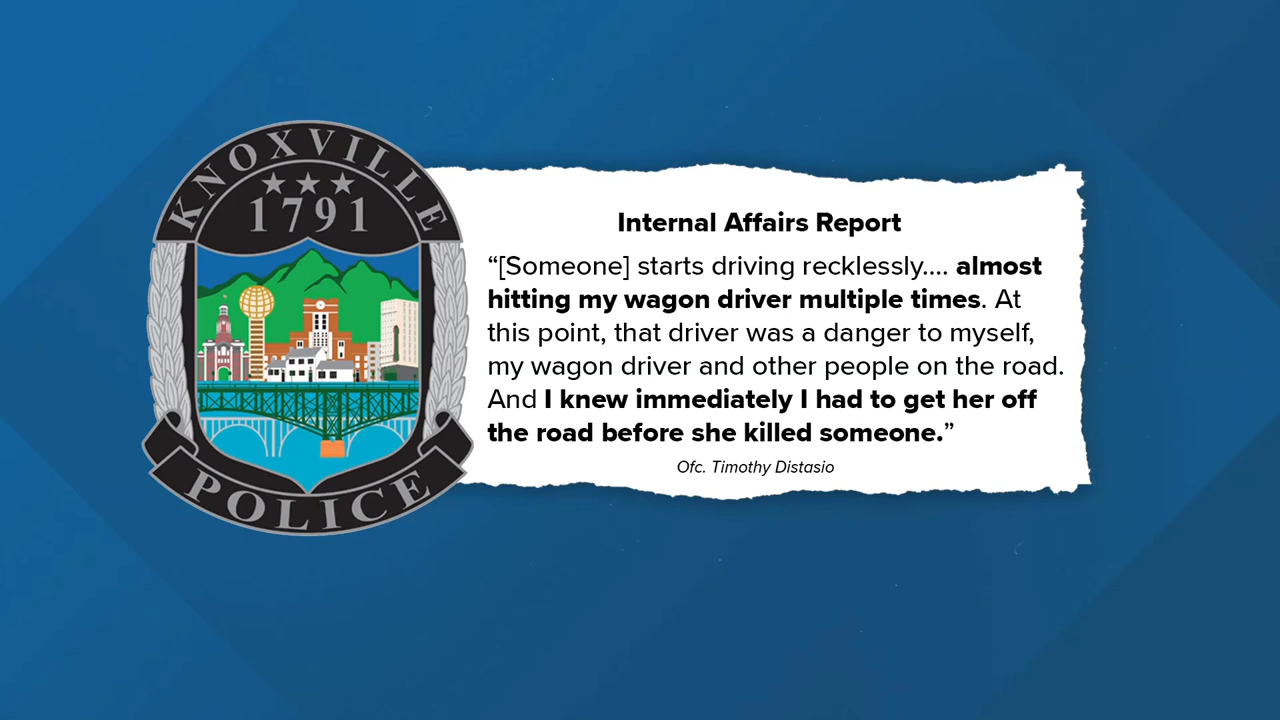 KNOXVILLE
1791
POLICE
Internal Affairs Report
“[Someone] starts driving recklessly.... almost
hitting my wagon driver multiple times. At
this point, that driver was a danger to myself,
my wagon driver and other people on the road.
And I knew immediately I had to get her off
the road before she killed someone.”
Ofc. Timothy Distasio